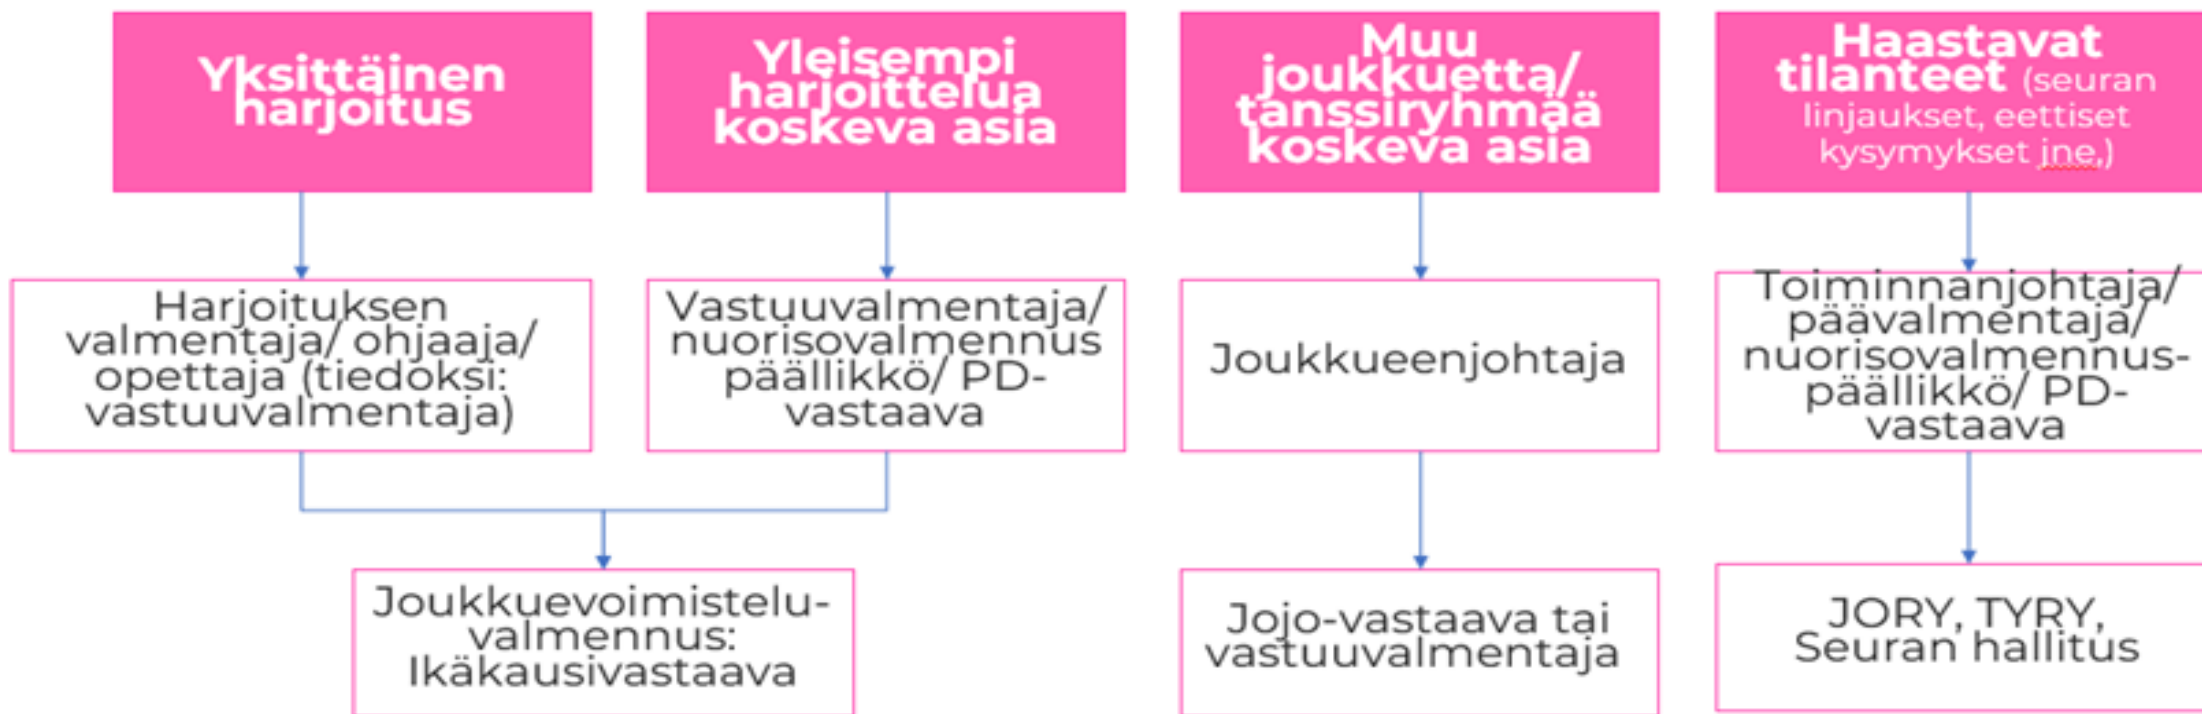 Yksittäinen
harjoitus
Yleisempi
harjoittelua
koskeva asia
Muu
joukkuetta/
tanssiryhmää
koskeva asia
Haastavat
tilanteet (seuran
linjaukset, eettiset
kysymykset jne,)
Harjoituksen
valmentaja/ ohjaaja/
opettaja (tiedoksi:
vastuuvalmentaja)
Vastuuvalmentaja/
nuorisovalmennus
päällikkö/ PD-
vastaava
Joukkueenjohtaja
Toiminnanjohtaja/
päävalmentaja/
nuorisovalmennus-
päällikkö/ PD-
vastaava
Joukkuevoimistelu-
valmennus:
Ikäkausivastaava
Jojo-vastaava tai
vastuuvalmentaja
JORY, TYRY,
Seuran hallitus